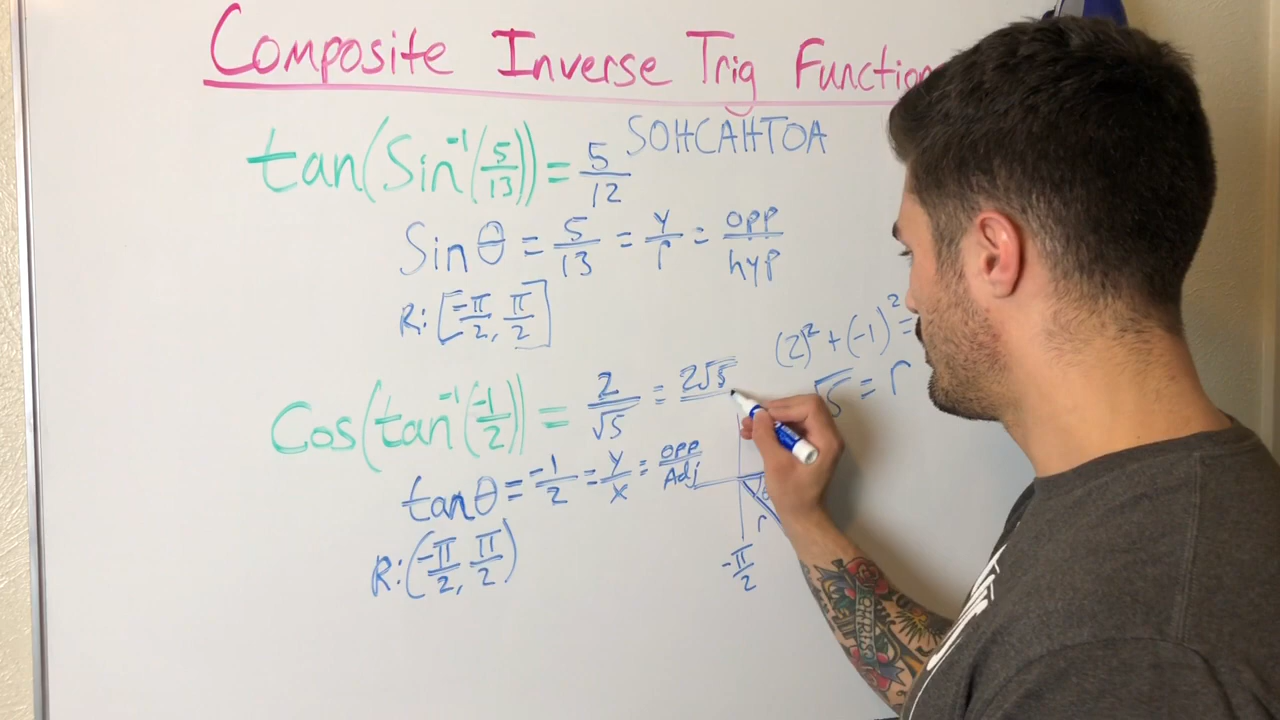 Composite Inverse Trig Function
SOHCAHTOA
tan(Sin⁻¹(5/13)) = 5/12
Sin θ = 5/13 = y/r = opp/hyp
R: [-π/2, π/2]
(2)² + (-1)² =
√5 = r
Cos(tan⁻¹(-1/2)) = 2/√5 = 2√5
tan θ = -1/2 = y/x = opp/Adj
θ
r
-π/2
R: (-π/2, π/2)